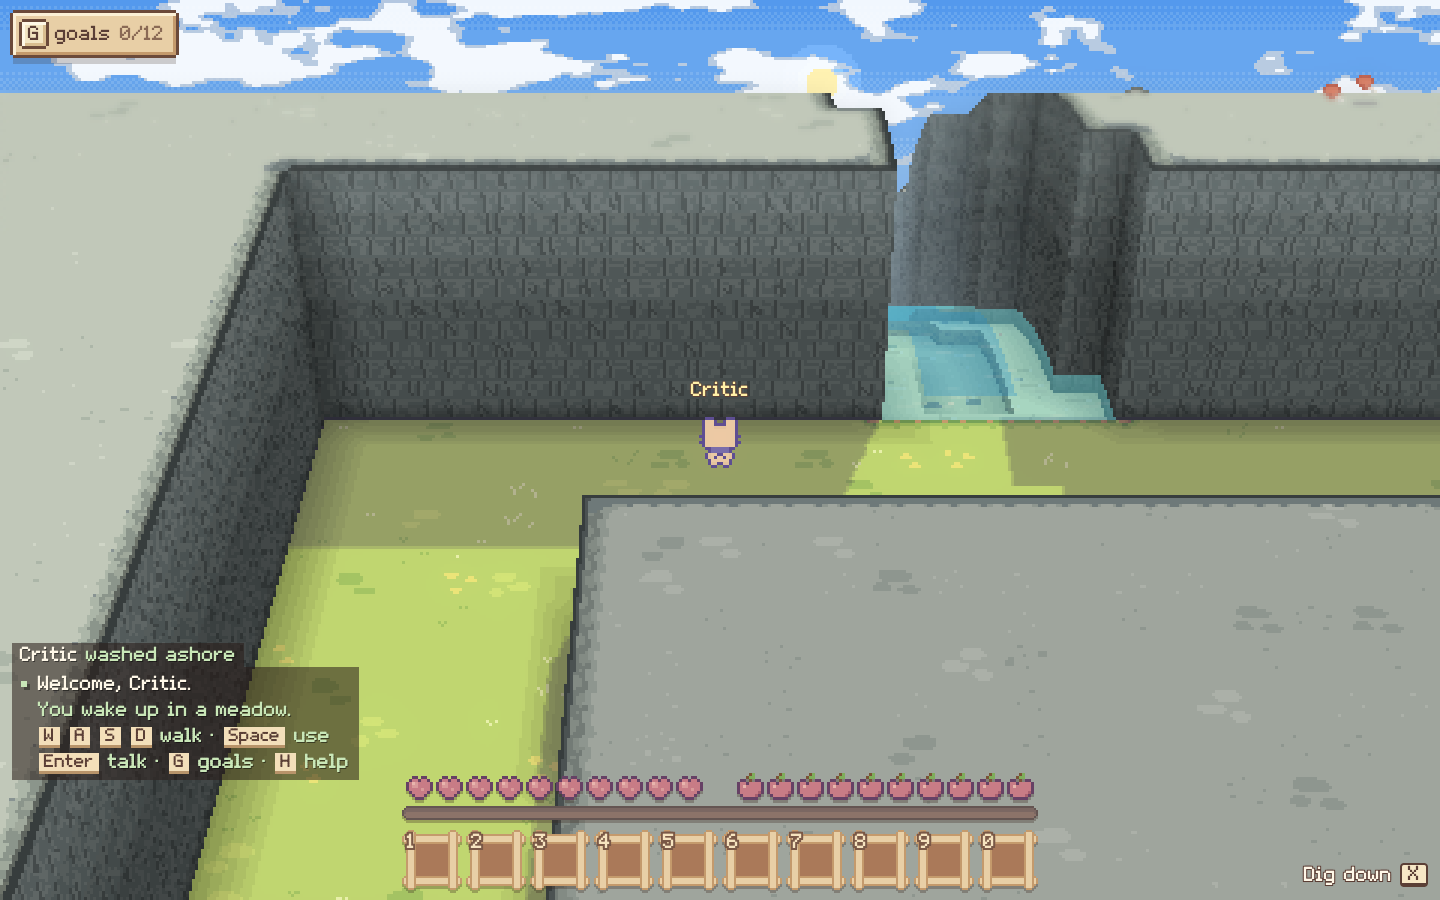 G goals 0/12
Critic
Critic washed ashore
Welcome, Critic.
You wake up in a meadow.
W A S D walk · Space use
Enter talk · G goals · H help
1 2 3 4 5 6 7 8 9 0
Dig down X